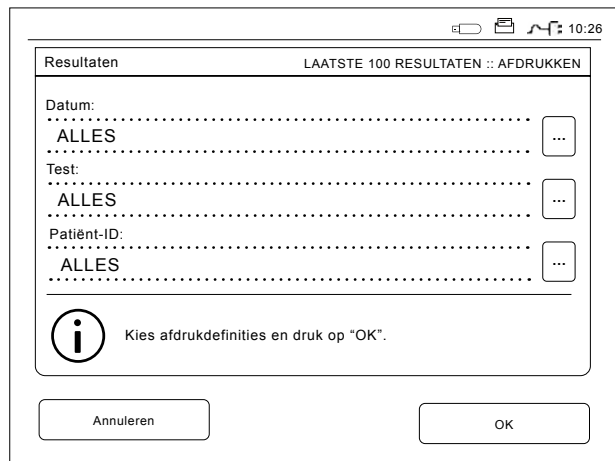 10:26
Resultaten LAATSTE 100 RESULTATEN :: AFDRUKKEN
Datum:
ALLES
...
Test:
ALLES
...
Patiënt-ID:
ALLES
...
Kies afdrukdefinities en druk op “OK”.
Annuleren OK